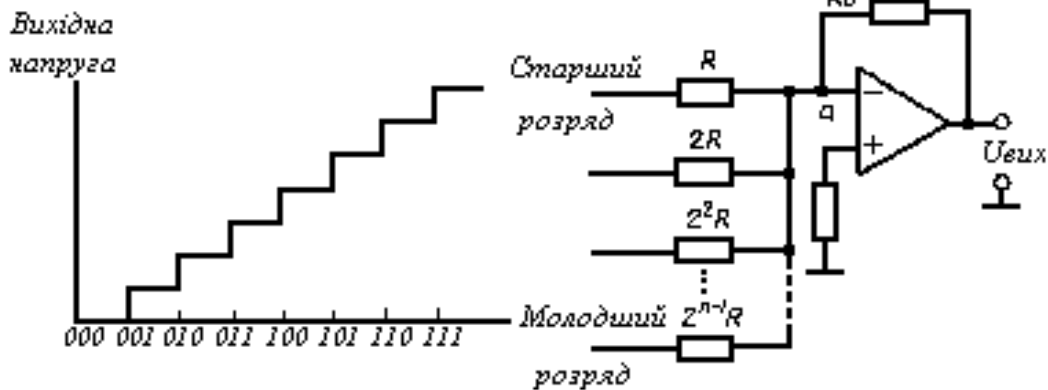 Вихідна
напруга
000 001 010 011 100 101 110 111
Старший
розряд
R
2R
2²R
Молодший
розряд
2ⁿ⁻¹R
a
−
+
Uвих